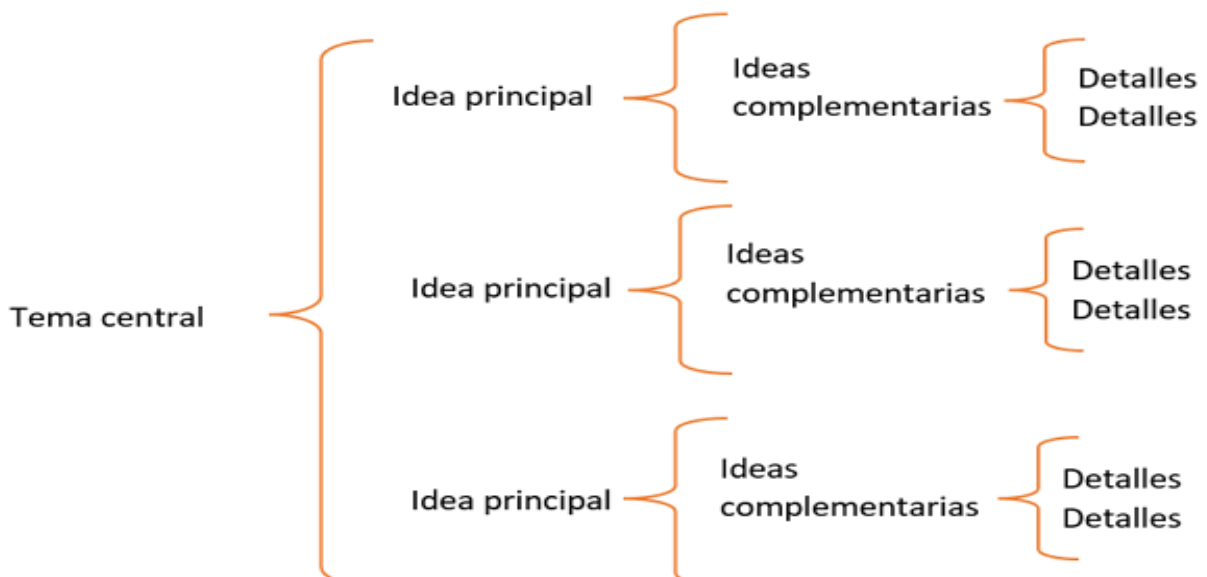 Tema central
Idea principal
Ideas
complementarias
Detalles
Detalles
Idea principal
Ideas
complementarias
Detalles
Detalles
Idea principal
Ideas
complementarias
Detalles
Detalles